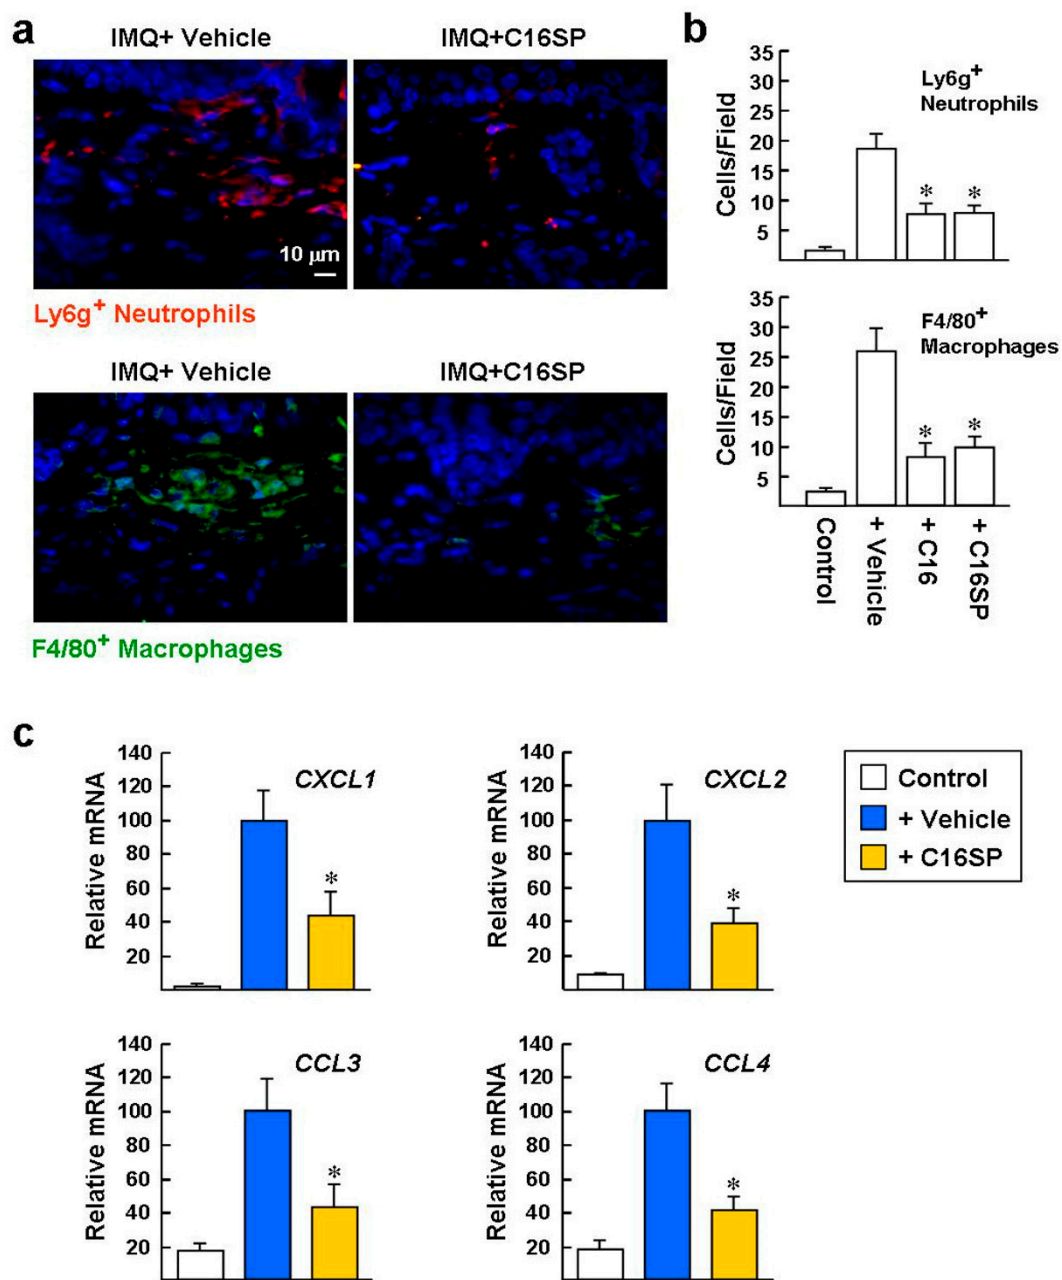 a
IMQ+ Vehicle
IMQ+C16SP
10 μm
Ly6g⁺ Neutrophils
IMQ+ Vehicle
IMQ+C16SP
F4/80⁺ Macrophages
b
Ly6g⁺
Neutrophils
Cells/Field
35
30
25
20
15
10
*
*
5
F4/80⁺
Macrophages
Cells/Field
35
30
25
20
15
10
*
*
5
Control
+ Vehicle
+ C16
+ C16SP
c
CXCL1
Relative mRNA
140
120
100
80
60
40
20
*
CXCL2
Relative mRNA
140
120
100
80
60
40
20
*
Control
+ Vehicle
+ C16SP
CCL3
Relative mRNA
140
120
100
80
60
40
20
*
CCL4
Relative mRNA
140
120
100
80
60
40
20
*